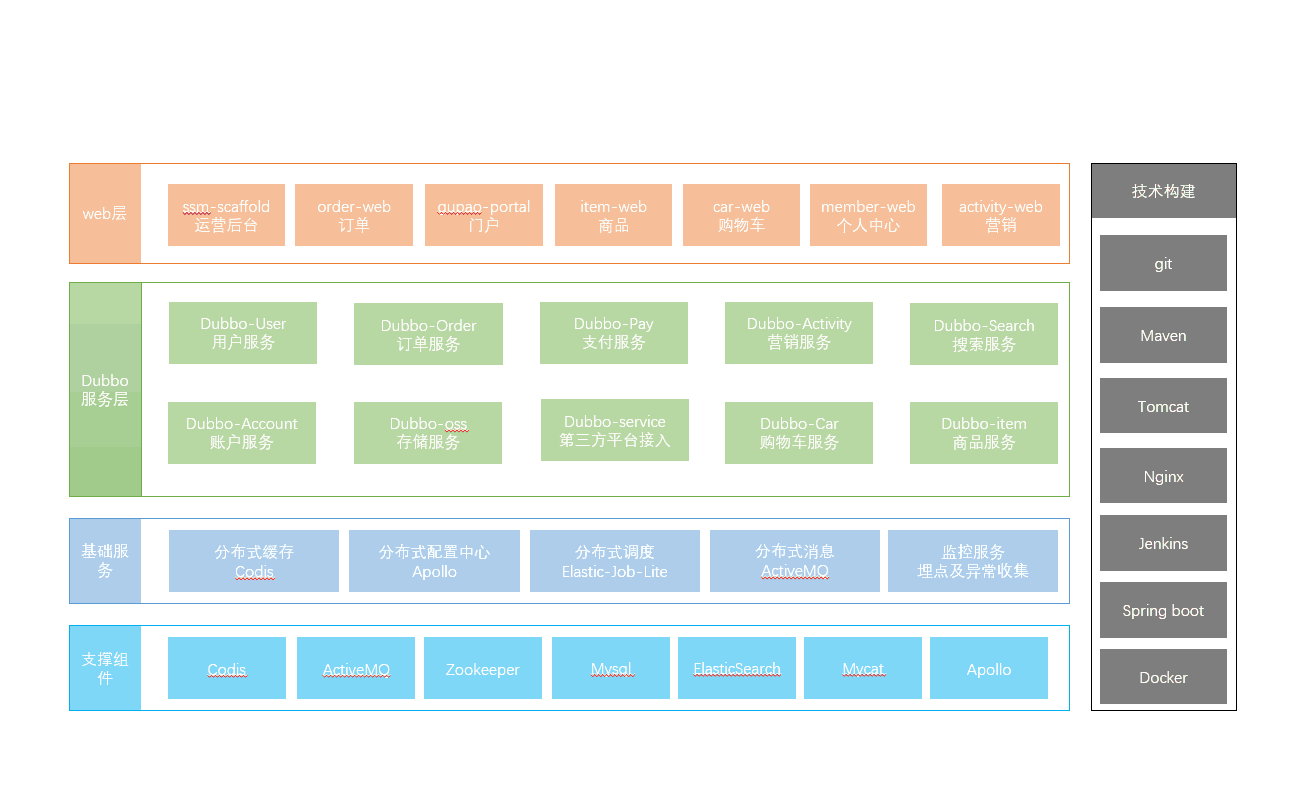 web层
ssm-scaffold
运营后台
order-web
订单
gupao-portal
门户
item-web
商品
car-web
购物车
member-web
个人中心
activity-web
营销
Dubbo
服务层
Dubbo-User
用户服务
Dubbo-Order
订单服务
Dubbo-Pay
支付服务
Dubbo-Activity
营销服务
Dubbo-Search
搜索服务
Dubbo-Account
账户服务
Dubbo-oss
存储服务
Dubbo-service
第三方平台接入
Dubbo-Car
购物车服务
Dubbo-item
商品服务
基础服
务
分布式缓存
Codis
分布式配置中心
Apollo
分布式调度
Elastic-Job-Lite
分布式消息
ActiveMQ
监控服务
埋点及异常收集
支撑组
件
Codis
ActiveMQ
Zookeeper
Mysql
ElasticSearch
Mycat
Apollo
技术构建
git
Maven
Tomcat
Nginx
Jenkins
Spring boot
Docker